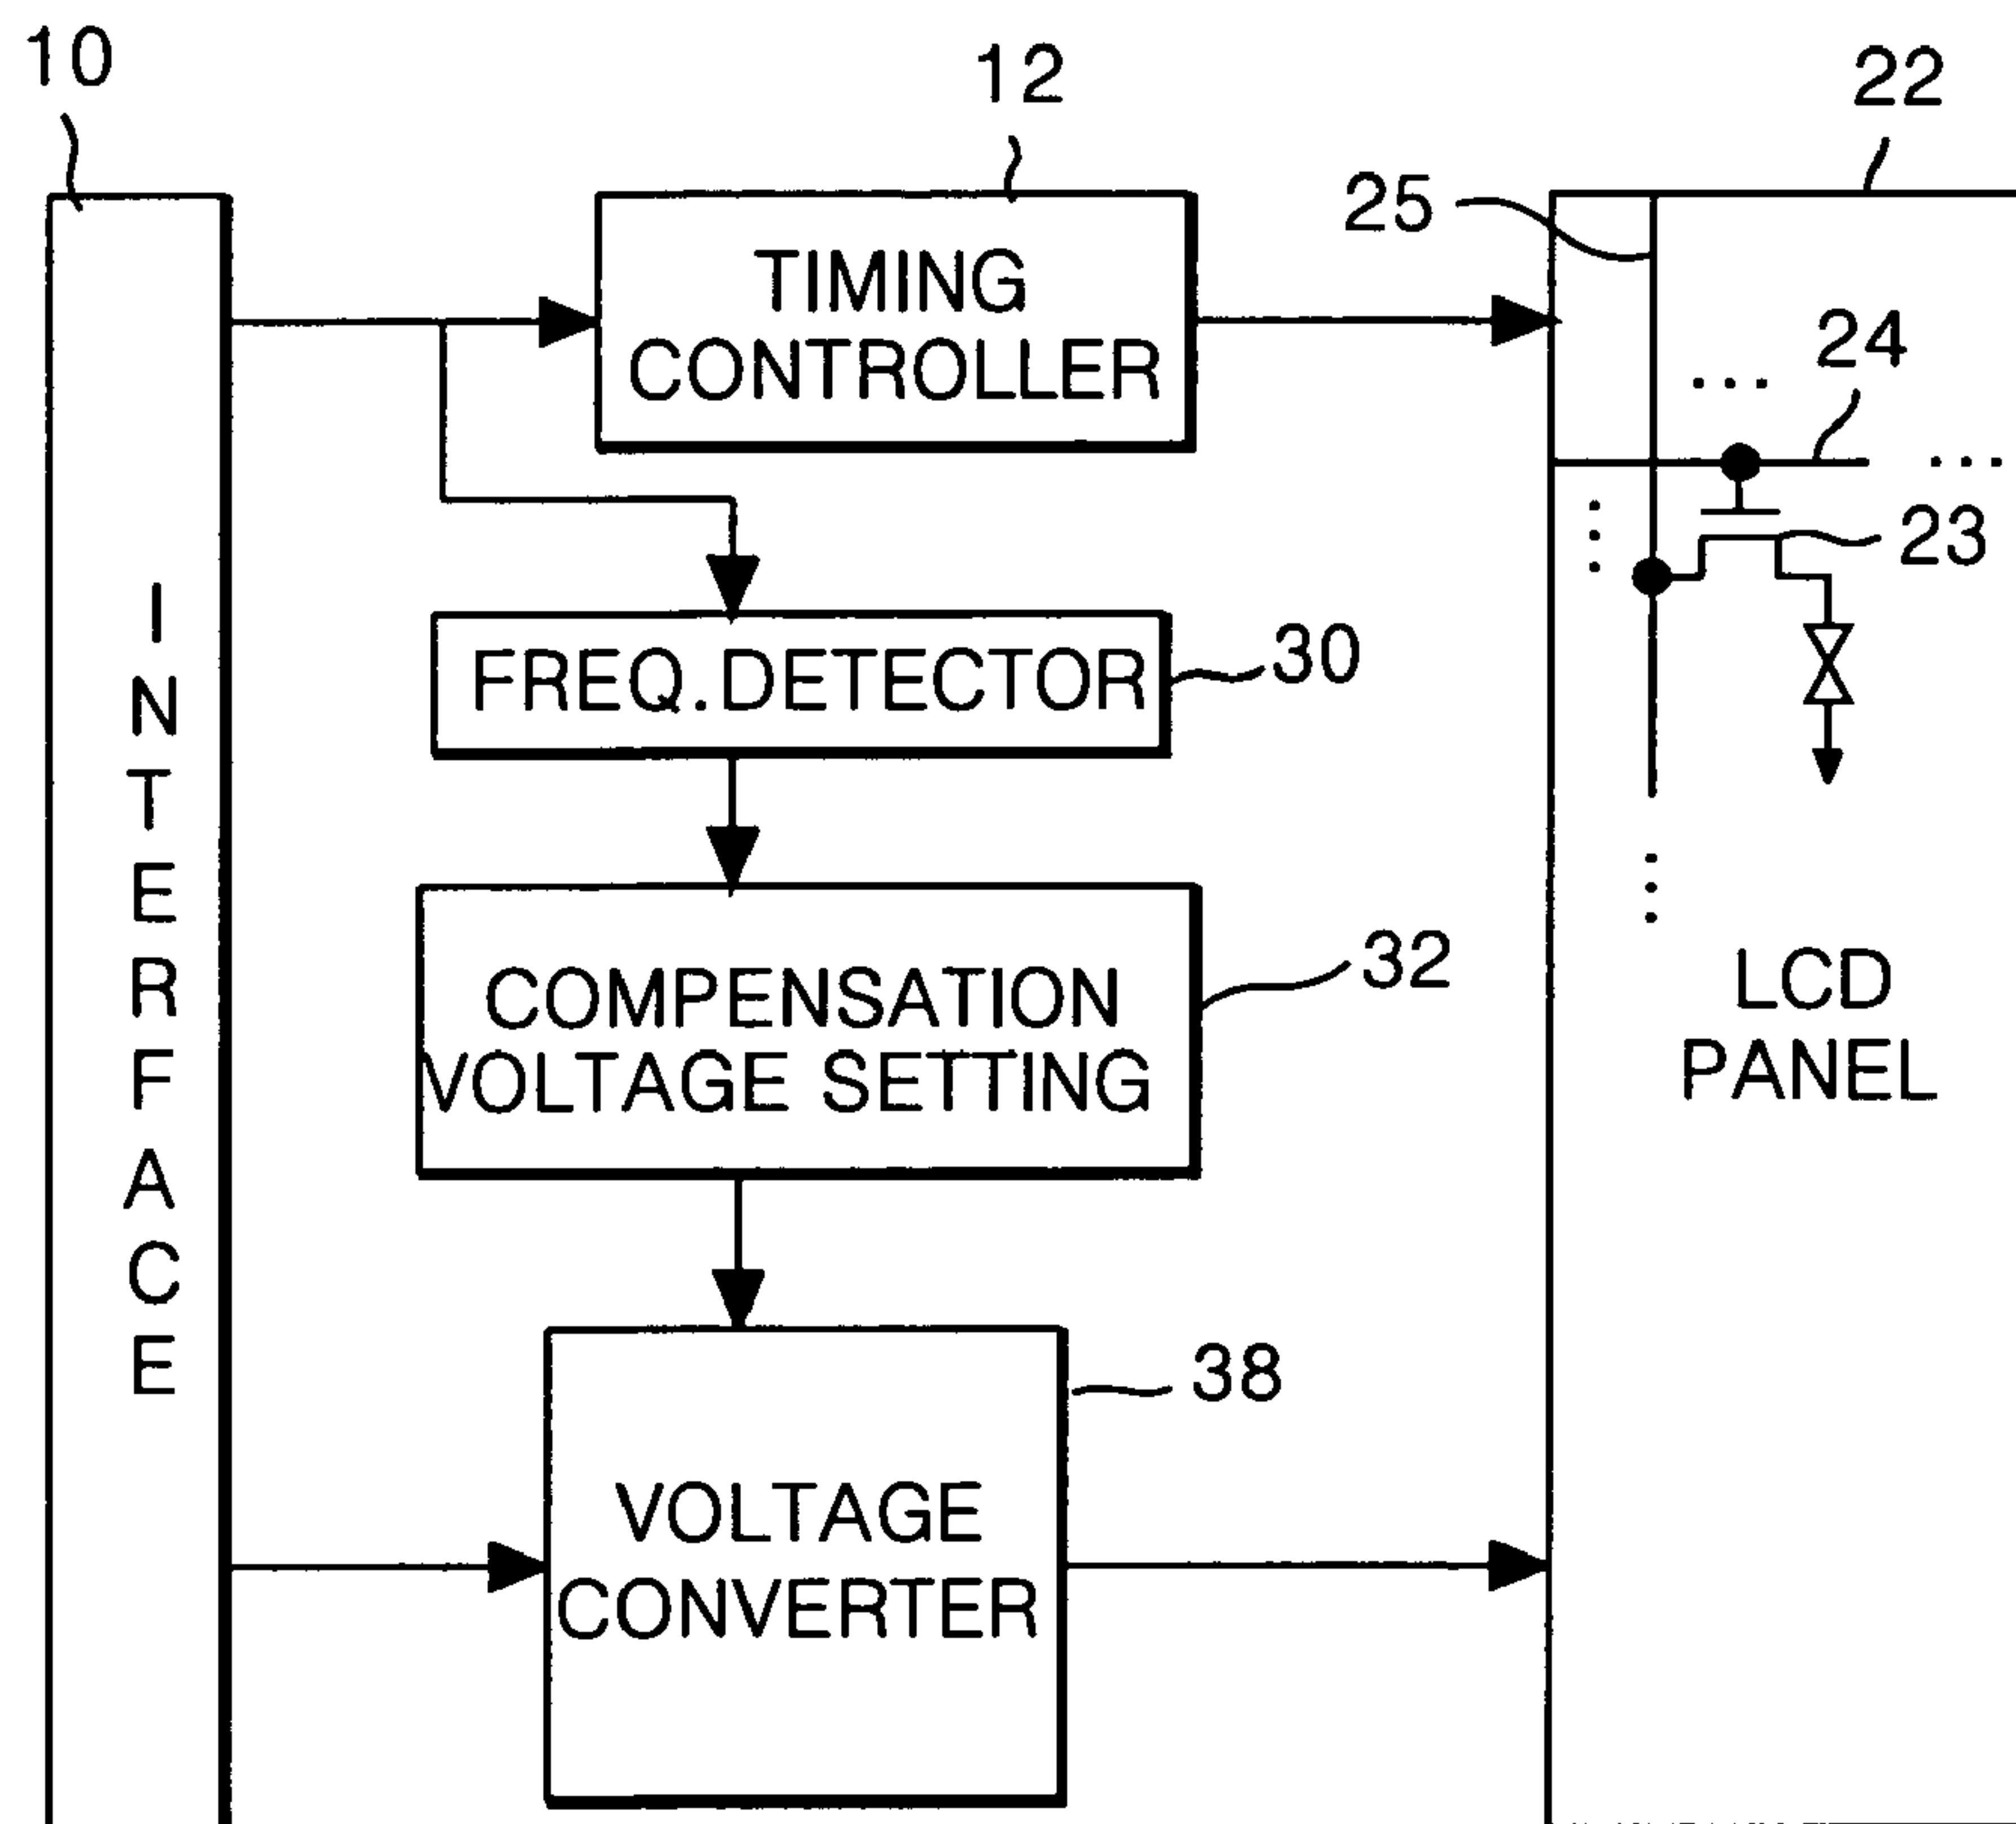 10
12
22
25
TIMING
CONTROLLER
24
23
FREQ.DETECTOR
30
INTERFACE
COMPENSATION
VOLTAGE SETTING
32
LCD
PANEL
38
VOLTAGE
CONVERTER